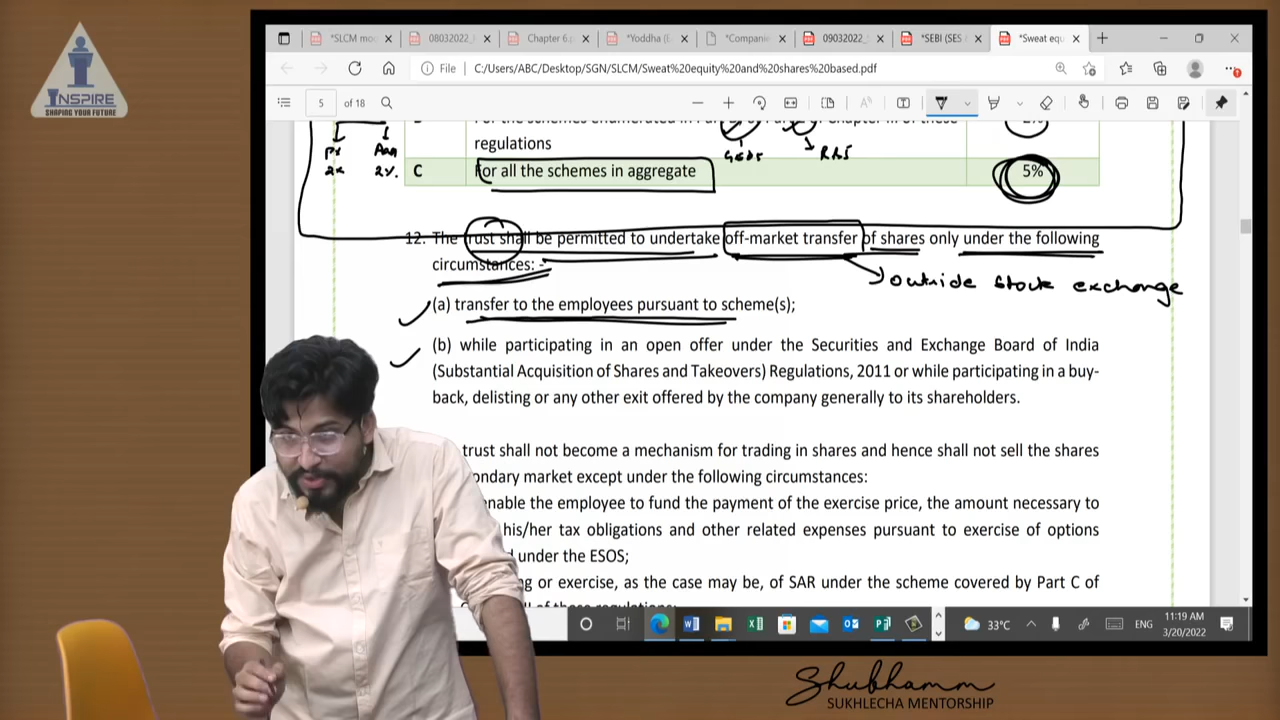 INSPIRE
SHAPING YOUR FUTURE
*SLCM mo
08032022_
Chapter 6.
*Yoddha (E
*Compani
09032022_
*SEBI (SES
*Sweat equ
File
C:/Users/ABC/Desktop/SGN/SLCM/Sweat%20equity%20and%20shares%20based.pdf
5 of 18
regulations
GEBS
RBS
2%
2%.
C For all the schemes in aggregate 5%
12. The trust shall be permitted to undertake off-market transfer of shares only under the following
circumstances: -
outside stock exchange
(a) transfer to the employees pursuant to scheme(s);
(b) while participating in an open offer under the Securities and Exchange Board of India
(Substantial Acquisition of Shares and Takeovers) Regulations, 2011 or while participating in a buy-
back, delisting or any other exit offered by the company generally to its shareholders.
trust shall not become a mechanism for trading in shares and hence shall not sell the shares
ondary market except under the following circumstances:
enable the employee to fund the payment of the exercise price, the amount necessary to
his/her tax obligations and other related expenses pursuant to exercise of options
under the ESOS;
ng or exercise, as the case may be, of SAR under the scheme covered by Part C of
33°C
ENG
11:19 AM
3/20/2022
Shubhamm
SUKHLECHA MENTORSHIP